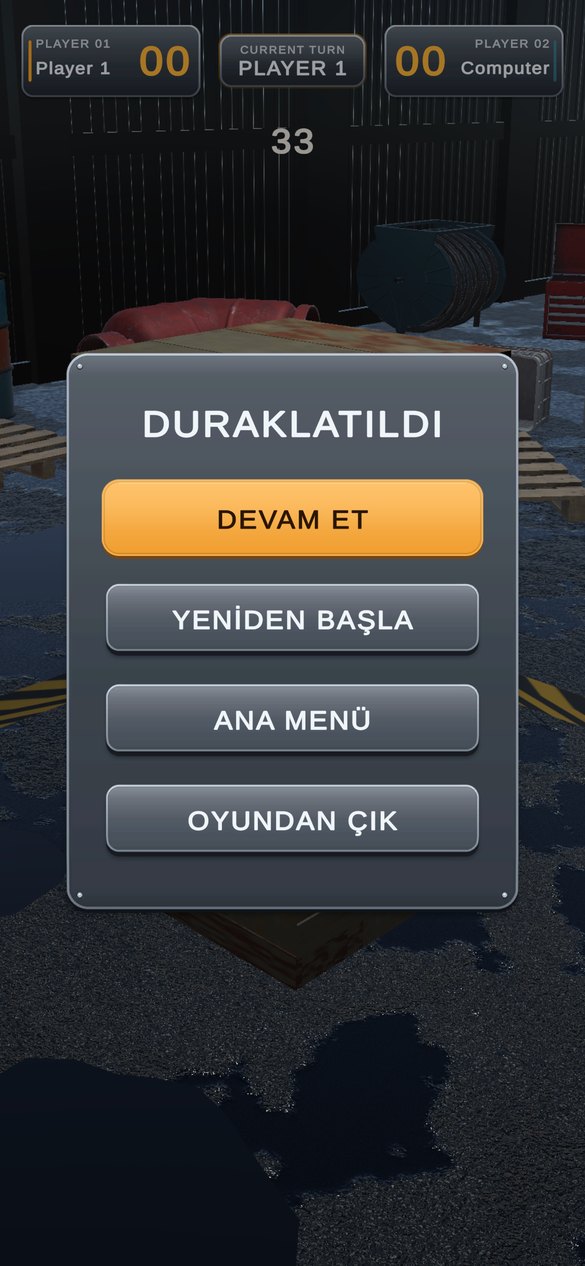 PLAYER 01
Player 1
00
CURRENT TURN
PLAYER 1
00
PLAYER 02
Computer
33
DURAKLATILDI
DEVAM ET
YENİDEN BAŞLA
ANA MENÜ
OYUNDAN ÇIK